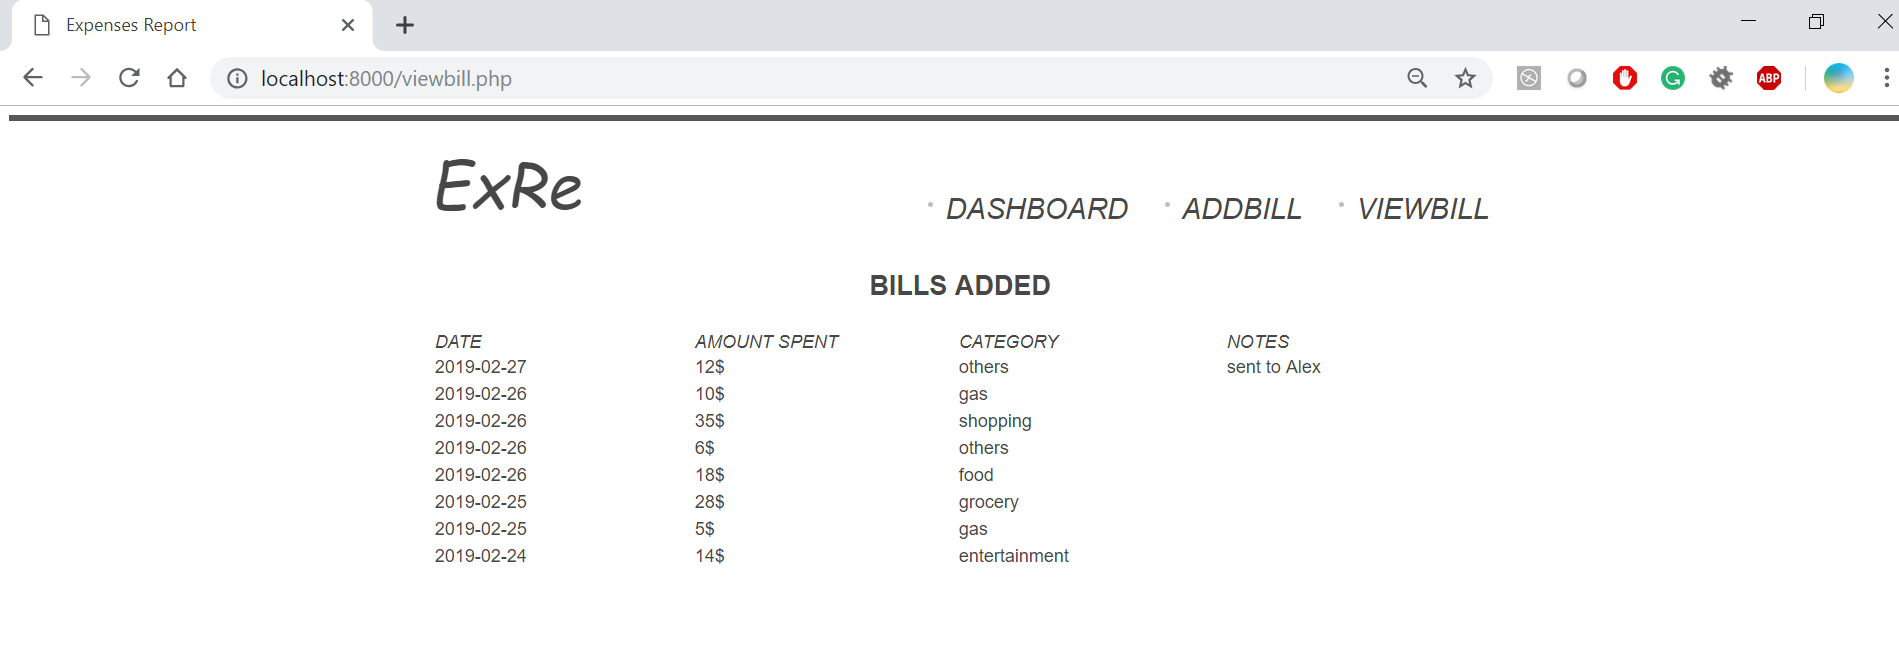 Expenses Report
localhost:8000/viewbill.php
ABP
ExRe
DASHBOARD ADDBILL VIEWBILL
BILLS ADDED
DATE AMOUNT SPENT CATEGORY NOTES
2019-02-27 12$ others sent to Alex
2019-02-26 10$ gas
2019-02-26 35$ shopping
2019-02-26 6$ others
2019-02-26 18$ food
2019-02-25 28$ grocery
2019-02-25 5$ gas
2019-02-24 14$ entertainment